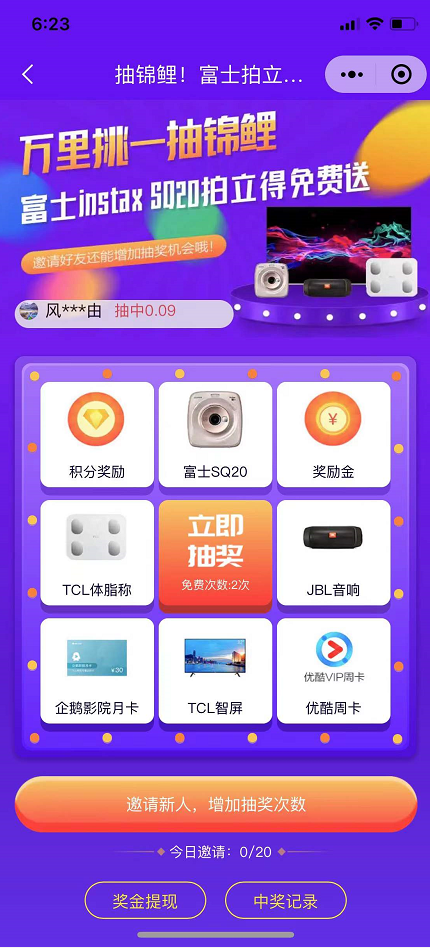 6:23
抽锦鲤！富士拍立...
万里挑一抽锦鲤
富士instax SQ20拍立得免费送
邀请好友还能增加抽奖机会哦！
风***由 抽中0.09
积分奖励
富士SQ20
¥
奖励金
TCL体脂称
立即
抽奖
免费次数:2次
JBL音响
¥30
企鹅影院月卡
TCL智屏
优酷VIP周卡
优酷周卡
邀请新人，增加抽奖次数
今日邀请：0/20
奖金提现
中奖记录